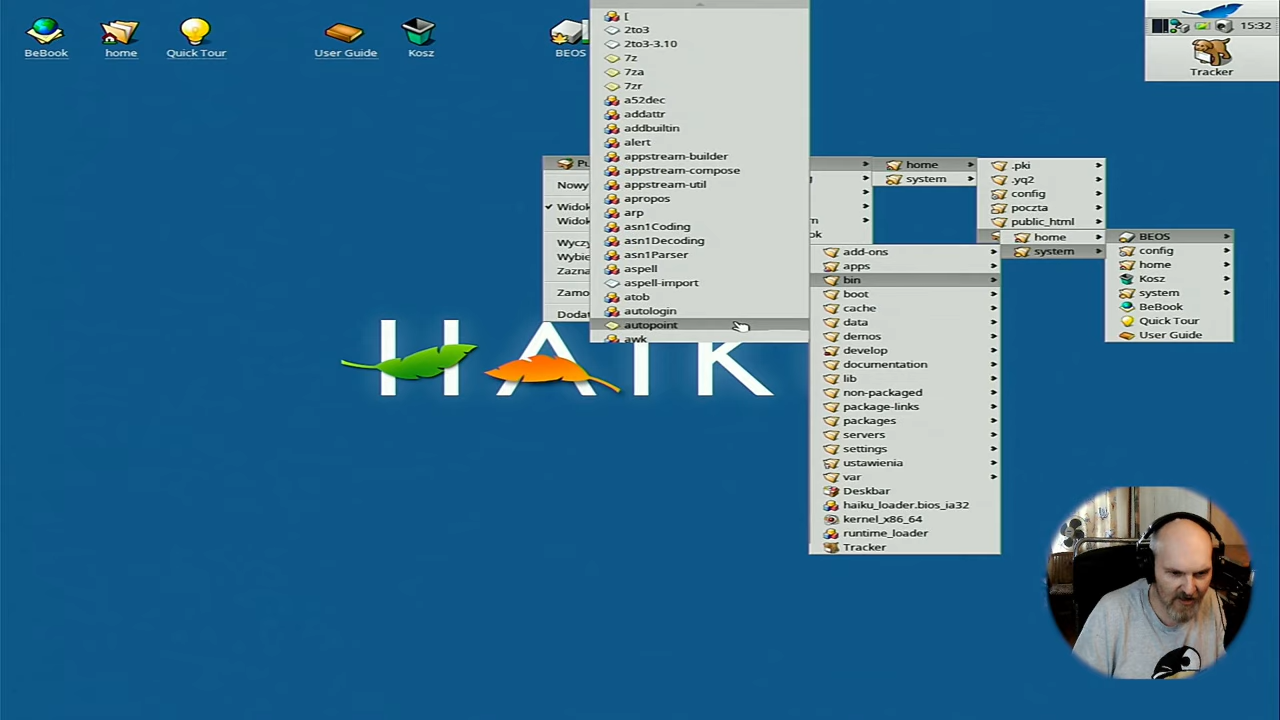 BeBook
home
Quick Tour
User Guide
Kosz
BEOS
15:32
Tracker
[
2to3
2to3-3.10
7z
7za
7zr
a52dec
addattr
addbuiltin
alert
appstream-builder
appstream-compose
appstream-util
apropos
arp
asn1Coding
asn1Decoding
asn1Parser
aspell
aspell-import
atob
autologin
autopoint
awk
Pu
Nowy
Widok
Widok
Wyczy
Wybie
Zazna
Zamo
Dodat
home
system
.pki
.yq2
config
poczta
public_html
home
system
BEOS
config
home
Kosz
system
BeBook
Quick Tour
User Guide
add-ons
apps
bin
boot
cache
data
demos
develop
documentation
lib
non-packaged
package-links
packages
servers
settings
ustawienia
var
Deskbar
haiku_loader.bios_ia32
kernel_x86_64
runtime_loader
Tracker
HAIK